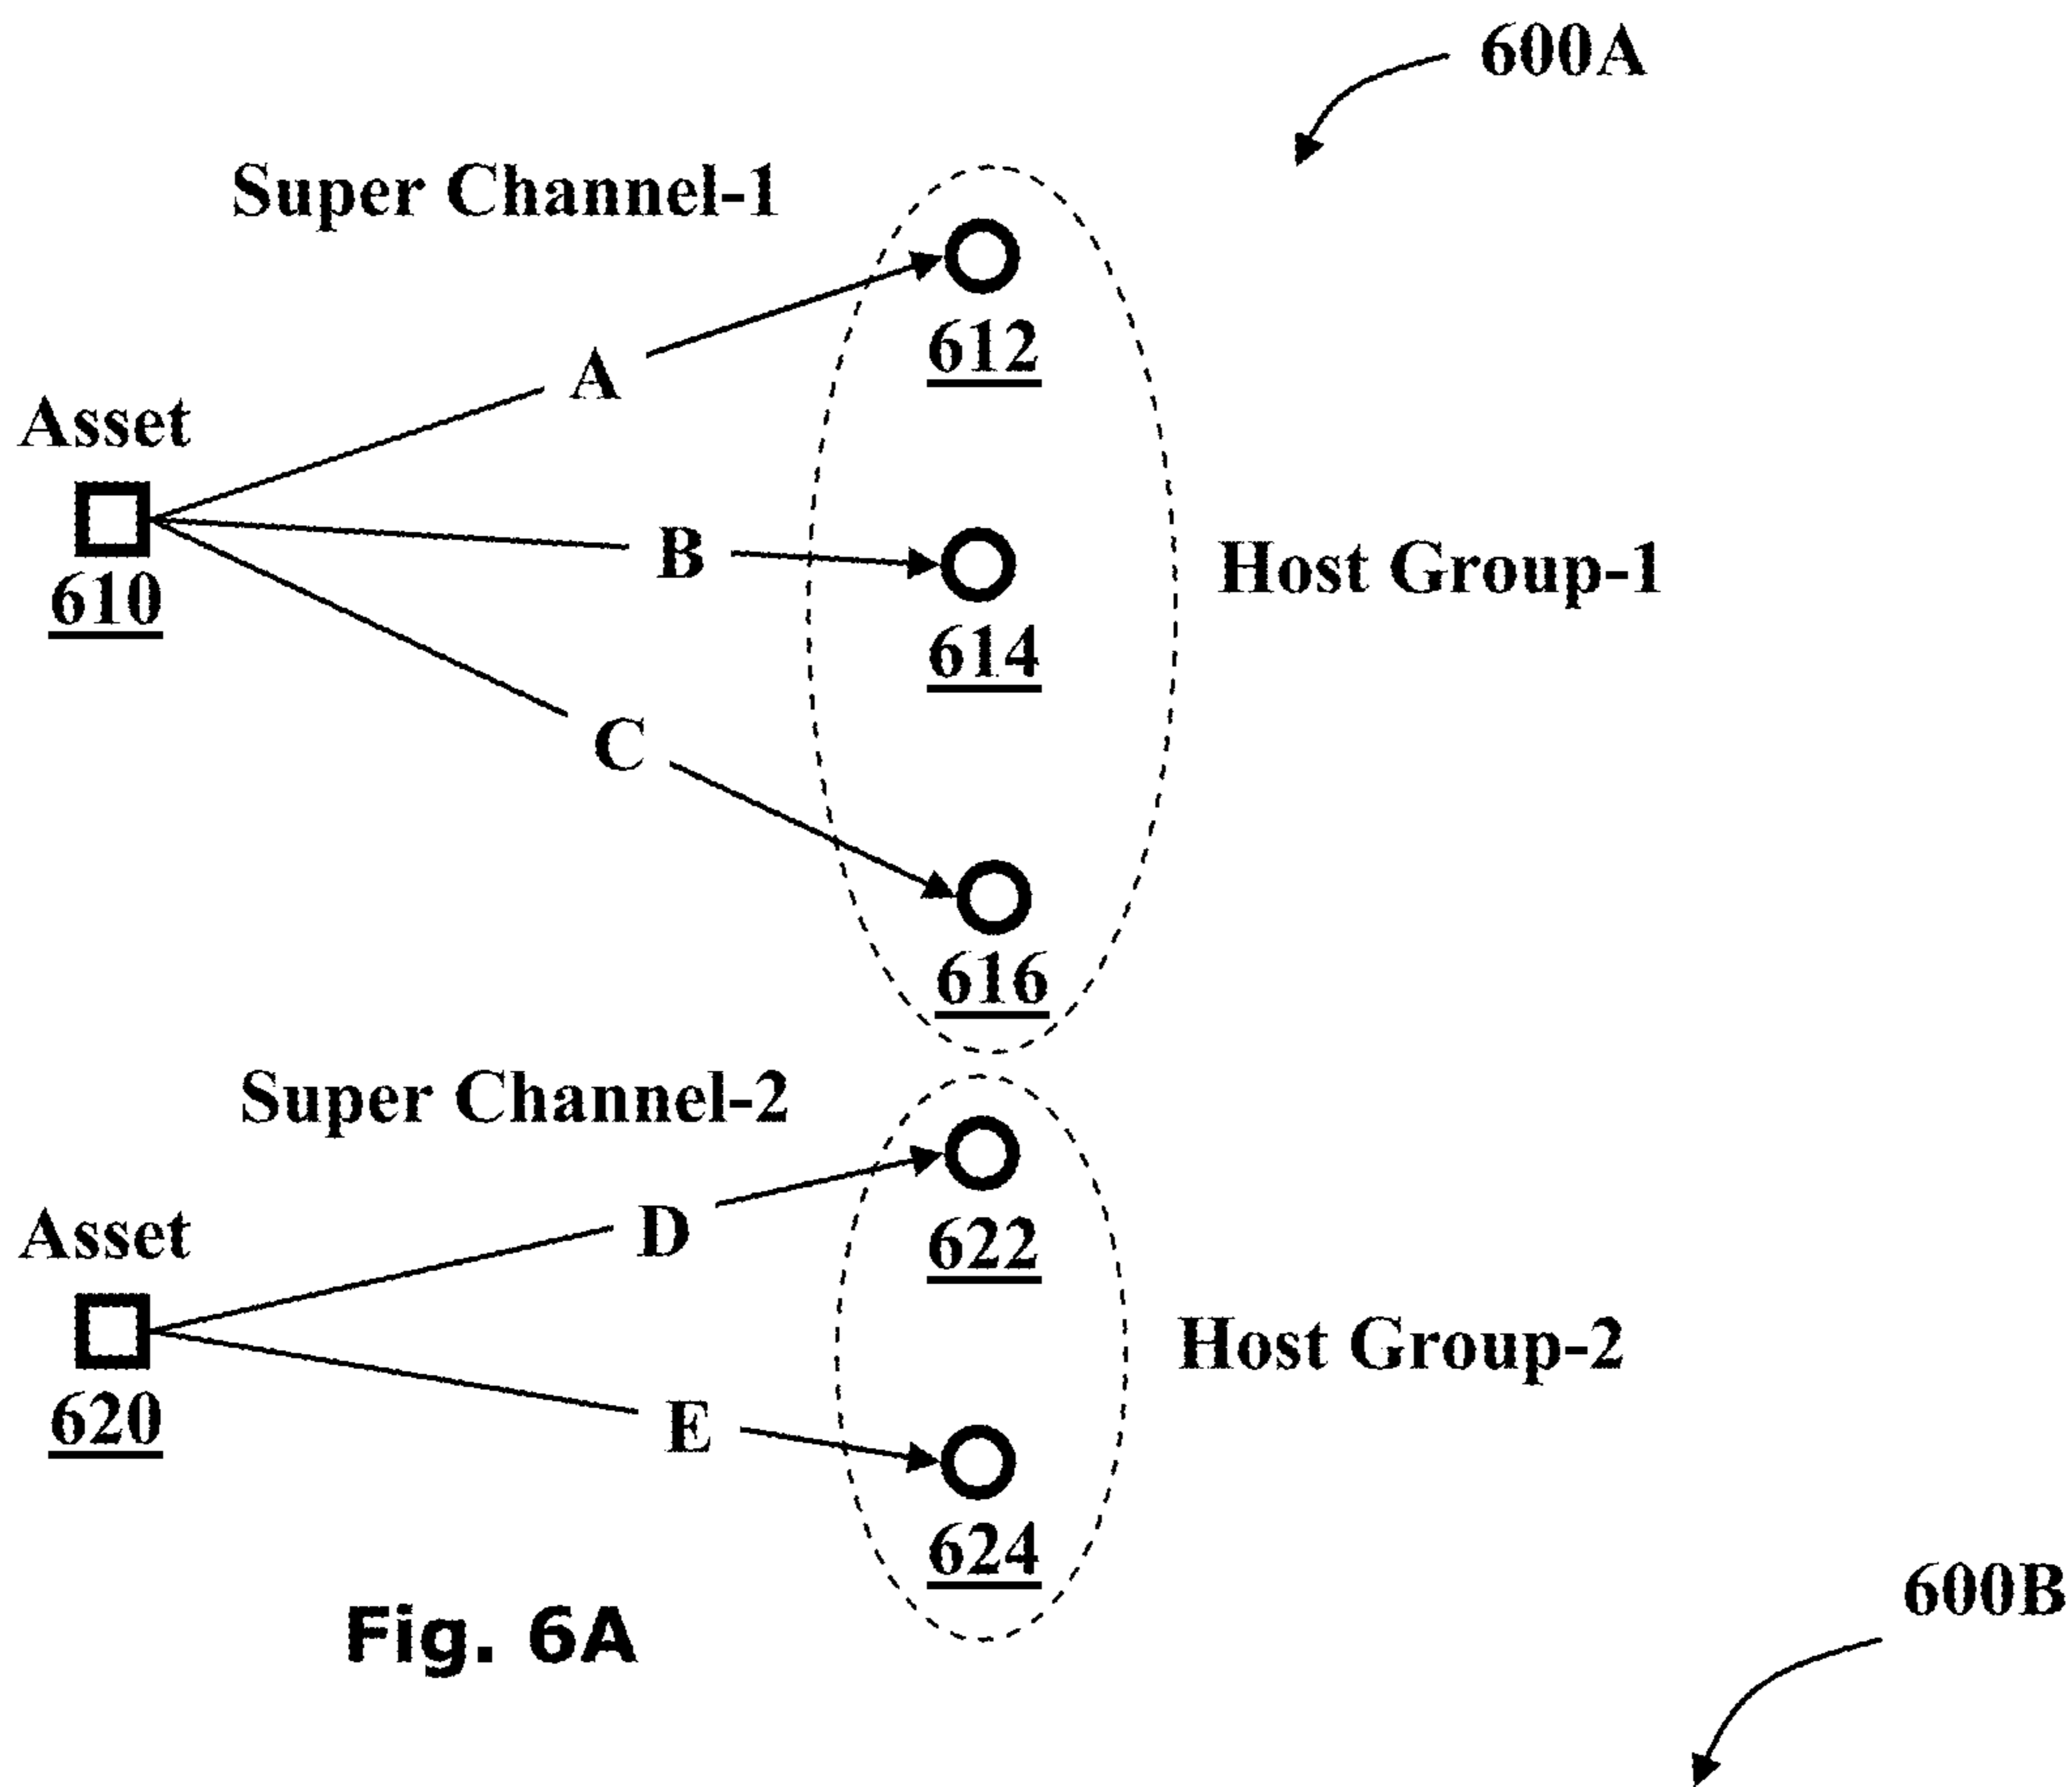 600A
Super Channel-1
612
A
Asset
610
B
614
Host Group-1
C
616
Super Channel-2
622
D
Asset
620
Host Group-2
E
624
Fig. 6A
600B